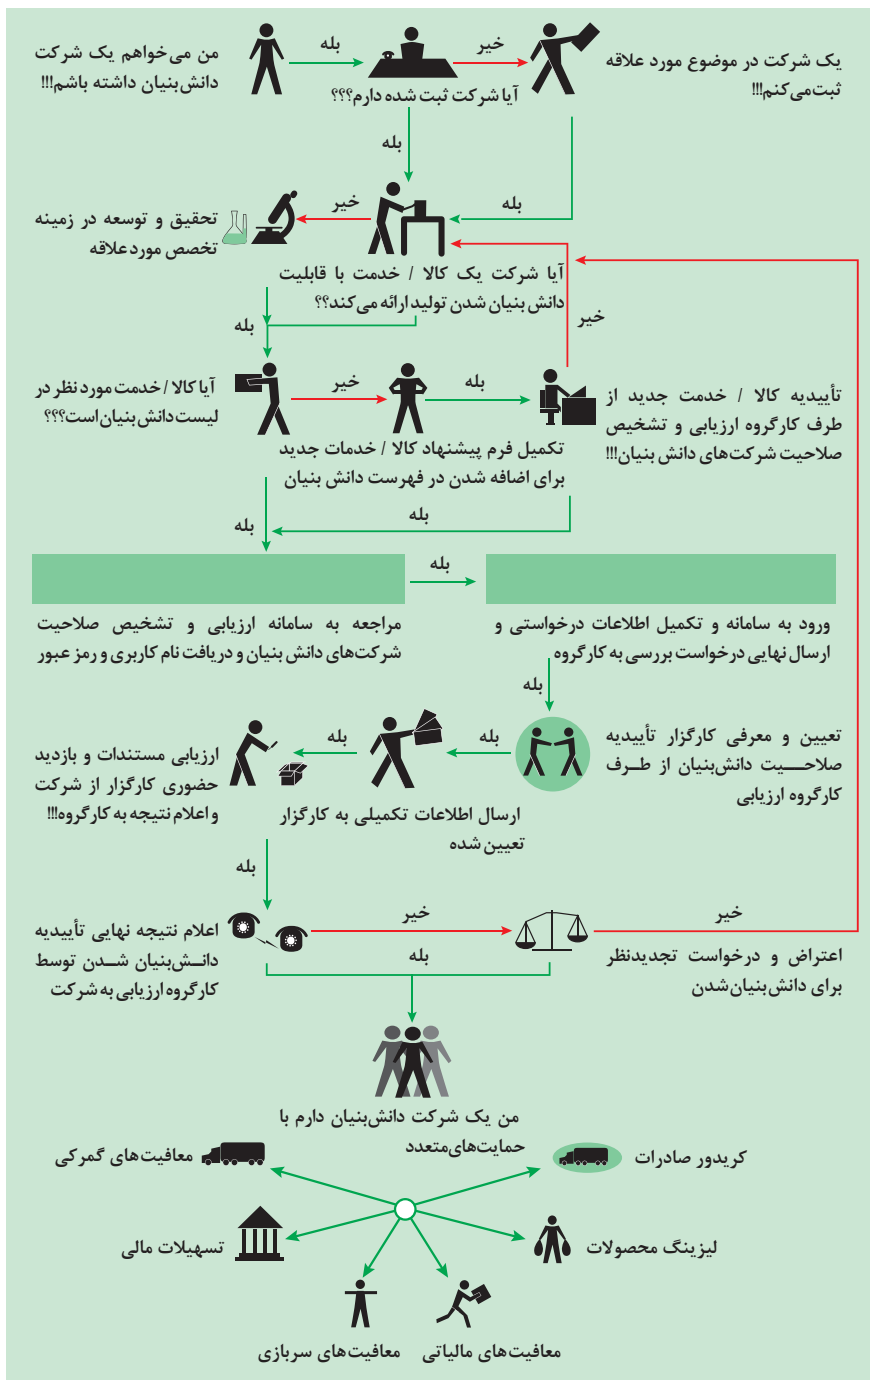 من می‌خواهم یک شرکت
دانش‌بنیان داشته باشم!!!
بله
آیا شرکت ثبت شده دارم؟؟؟
خیر
یک شرکت در موضوع مورد علاقه
ثبت‌می‌کنم!!!
بله
بله
خیر
تحقیق و توسعه در زمینه
تخصص مورد علاقه
آیا شرکت یک کالا / خدمت با قابلیت
دانش‌بنیان شدن تولید ارائه می‌کند؟؟
خیر
بله
آیا کالا / خدمت مورد نظر در
لیست دانش‌بنیان است؟؟؟
خیر
بله
تکمیل فرم پیشنهاد کالا / خدمات جدید
برای اضافه شدن در فهرست دانش بنیان
تأییدیه کالا / خدمت جدید از
طرف کارگروه ارزیابی و تشخیص
صلاحیت شرکت‌های دانش بنیان!!!
بله
بله
بله
مراجعه به سامانه ارزیابی و تشخیص صلاحیت
شرکت‌های دانش بنیان و دریافت نام کاربری و رمز عبور
ورود به سامانه و تکمیل اطلاعات درخواستی و
ارسال نهایی درخواست بررسی به کارگروه
بله
تعیین و معرفی کارگزار تأییدیه
صلاحیت دانش‌بنیان از طرف
کارگروه ارزیابی
بله
ارسال اطلاعات تکمیلی به کارگزار
تعیین شده
بله
ارزیابی مستندات و بازدید
حضوری کارگزار از شرکت
و اعلام نتیجه به کارگروه!!!
بله
اعلام نتیجه نهایی تأییدیه
دانش‌بنیان شدن توسط
کارگروه ارزیابی به شرکت
خیر
بله
خیر
اعتراض و درخواست تجدیدنظر
برای دانش‌بنیان‌شدن
من یک شرکت دانش‌بنیان دارم با
حمایت‌های‌متعدد
کریدور صادرات
معافیت‌های گمرکی
لیزینگ محصولات
تسهیلات مالی
معافیت‌های مالیاتی
معافیت‌های سربازی